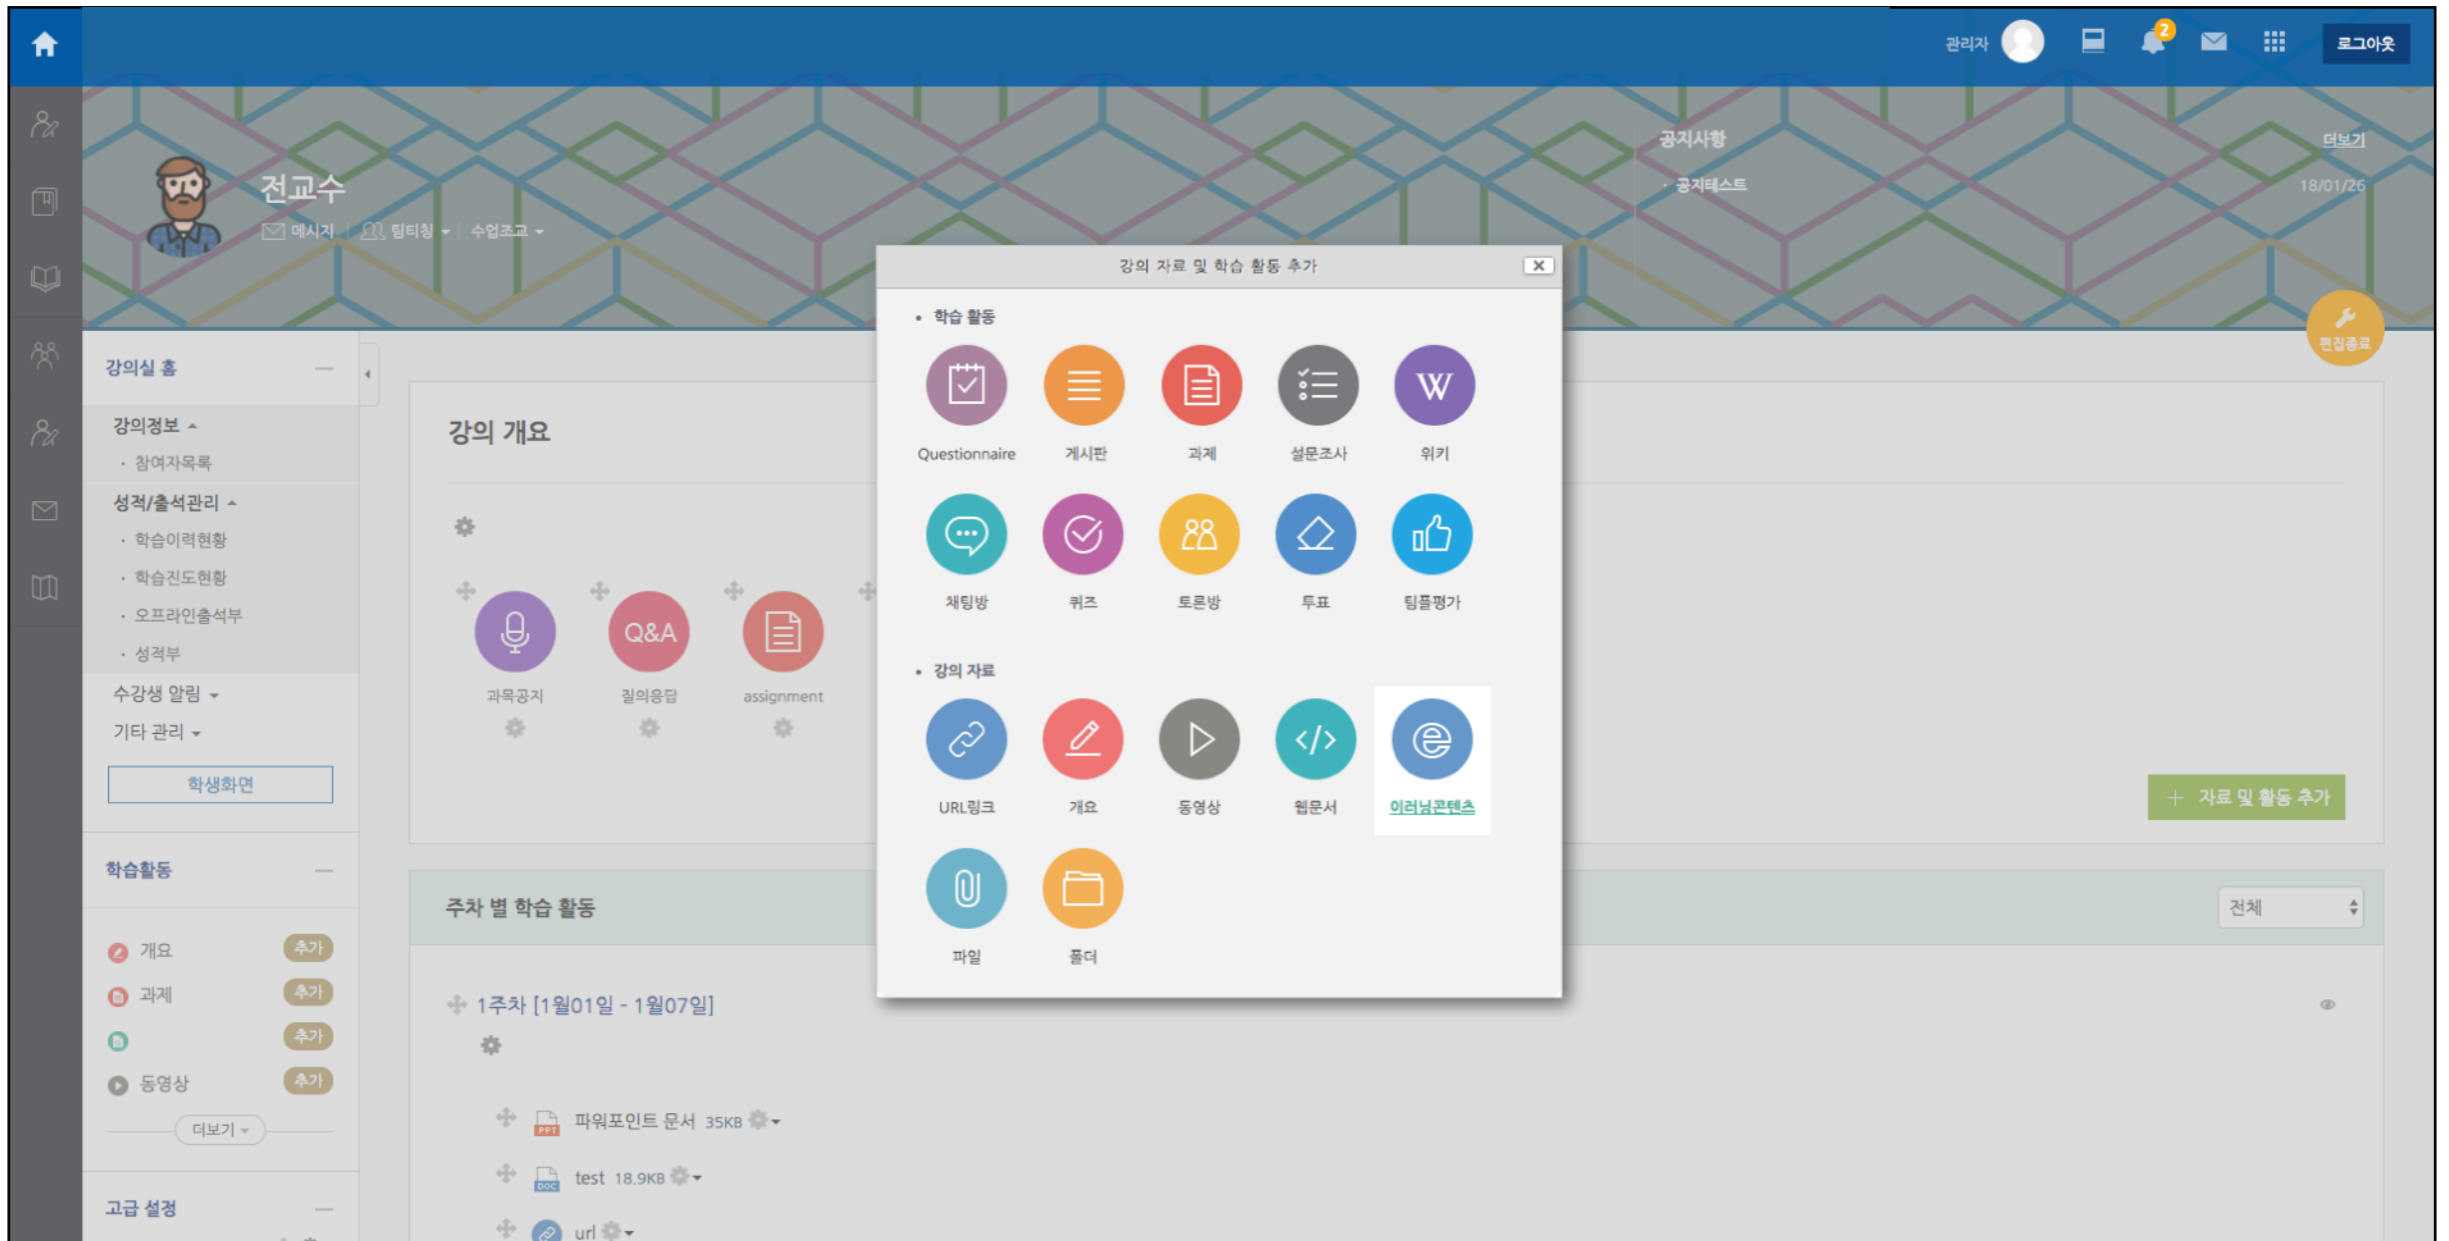 관리자
2
로그아웃
공지사항
더보기
· 공지테스트
18/01/26
전교수
메시지 | 팀티칭 | 수업조교
편집종료
강의실 홈
강의정보
· 참여자목록
성적/출석관리
· 학습이력현황
· 학습진도현황
· 오프라인출석부
· 성적부
수강생 알림
기타 관리
학생화면
학습활동
개요 추가
과제 추가
추가
동영상 추가
더보기
고급 설정
강의 개요
Q&A
과목공지
질의응답
assignment
+ 자료 및 활동 추가
주차 별 학습 활동
전체
1주차 [1월01일 - 1월07일]
PPT 파워포인트 문서 35KB
DOC test 18.9KB
url
강의 자료 및 학습 활동 추가
• 학습 활동
W
Questionnaire 게시판 과제 설문조사 위키
채팅방 퀴즈 토론방 투표 팀플평가
• 강의 자료
</> e
URL링크 개요 동영상 웹문서 이러닝콘텐츠
파일 폴더